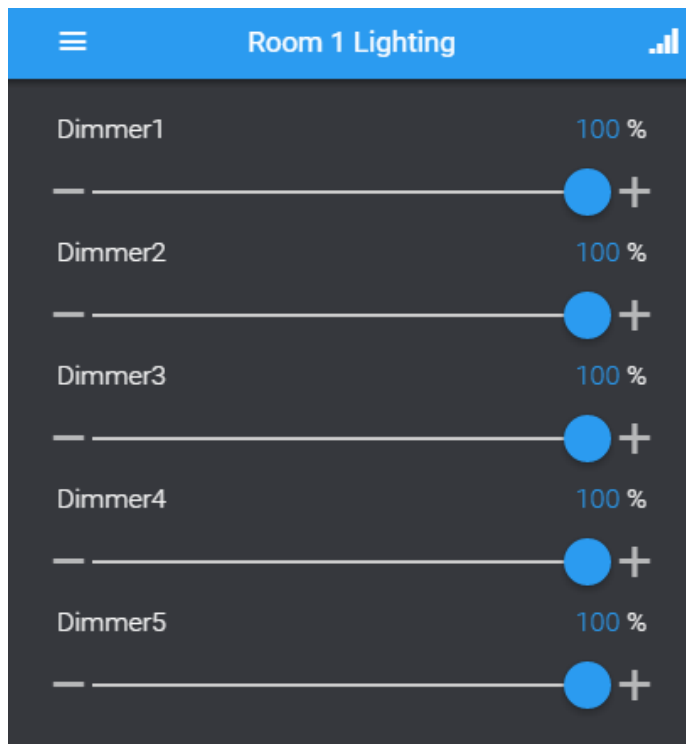 Room 1 Lighting
Dimmer1 100 %
Dimmer2 100 %
Dimmer3 100 %
Dimmer4 100 %
Dimmer5 100 %